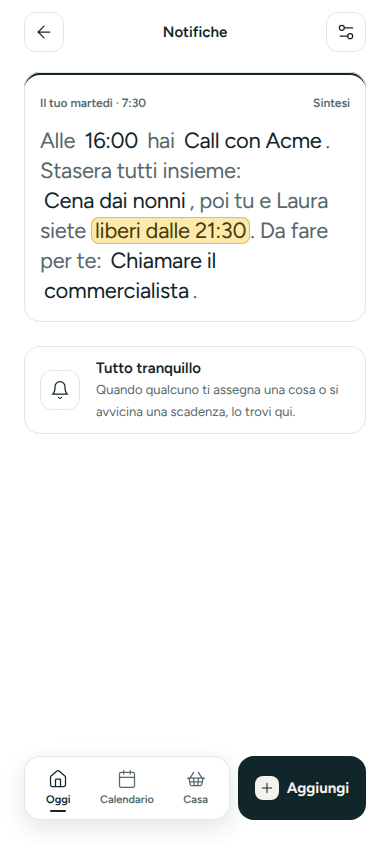 Notifiche
Il tuo martedì · 7:30
Sintesi
Alle 16:00 hai Call con Acme .
Stasera tutti insieme:
Cena dai nonni , poi tu e Laura
siete liberi dalle 21:30 . Da fare
per te: Chiamare il
commercialista .
Tutto tranquillo
Quando qualcuno ti assegna una cosa o si
avvicina una scadenza, lo trovi qui.
Oggi
Calendario
Casa
Aggiungi